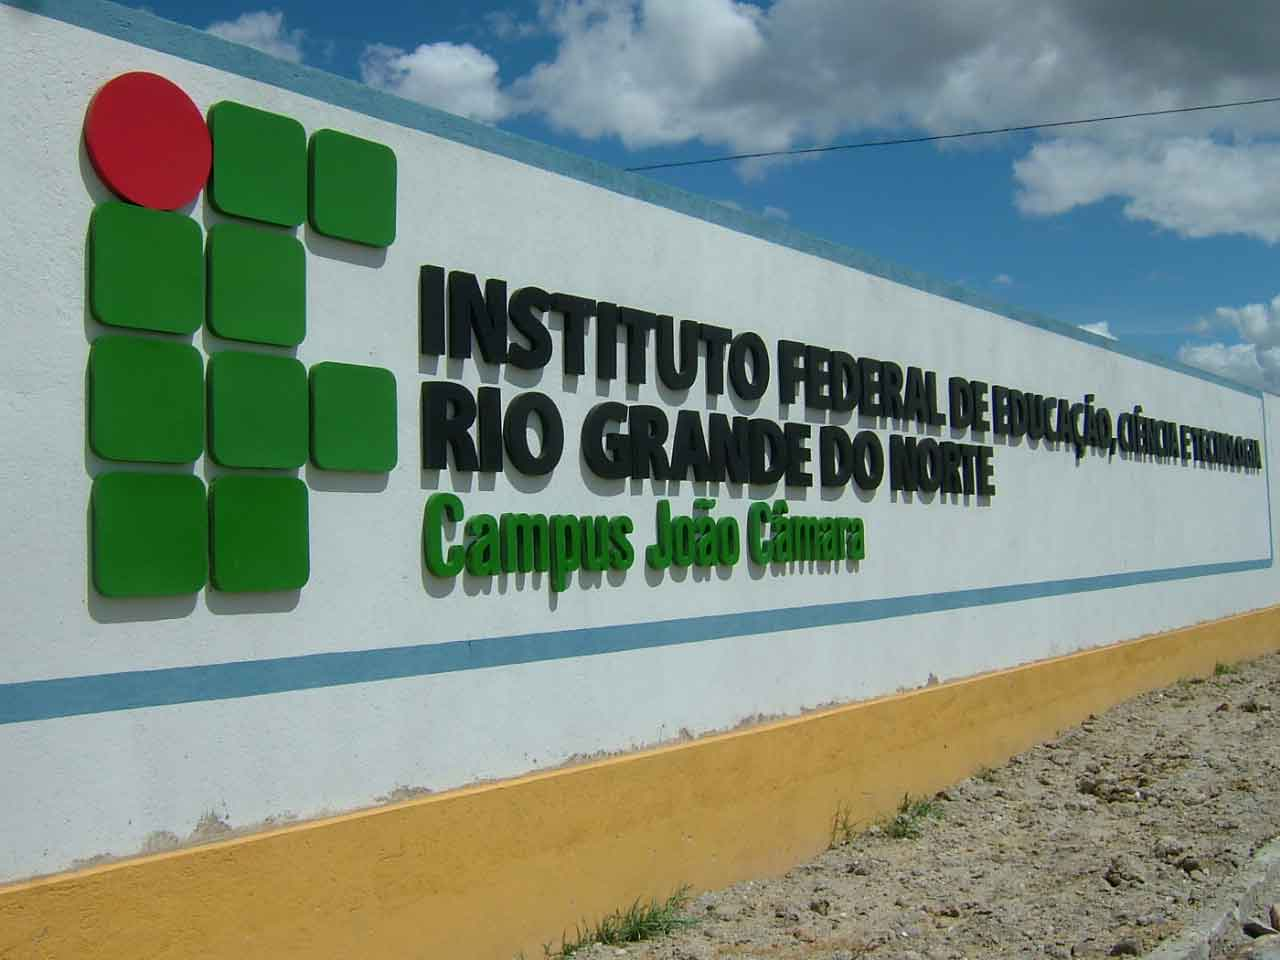 INSTITUTO FEDERAL DE EDUCAÇÃO, CIÊNCIA E TECNOLOGIA
RIO GRANDE DO NORTE
Campus João Câmara